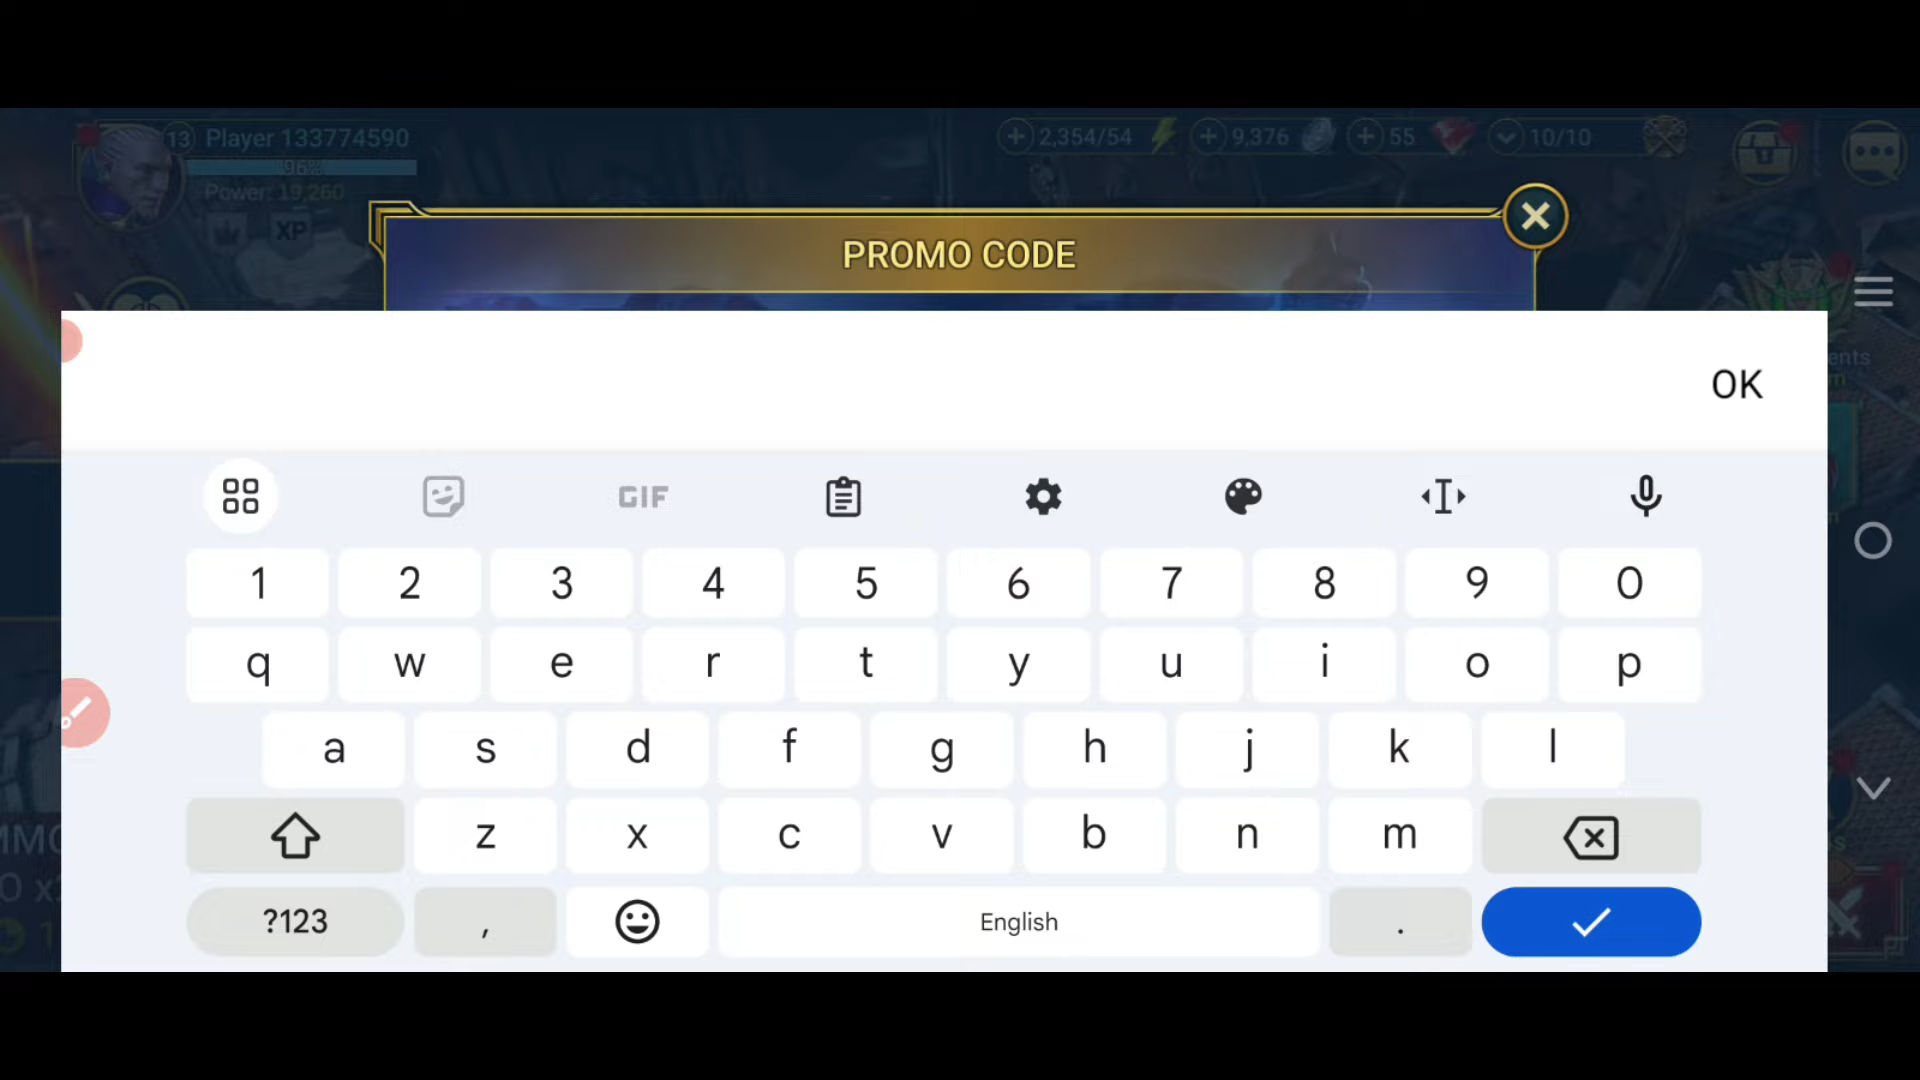 13 Player 133774590
2,354/54
9,376
55
10/10
96%
Power: 19,260
XP
PROMO CODE
OK
GIF
1 2 3 4 5 6 7 8 9 0
q w e r t y u i o p
a s d f g h j k l
z x c v b n m
?123 , English .